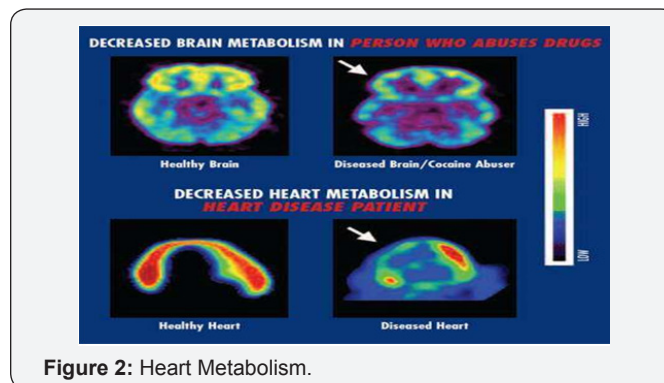 DECREASED BRAIN METABOLISM IN PERSON WHO ABUSES DRUGS
Healthy Brain
Diseased Brain/Cocaine Abuser
HIGH
LOW
DECREASED HEART METABOLISM IN
HEART DISEASE PATIENT
Healthy Heart
Diseased Heart
Figure 2: Heart Metabolism.